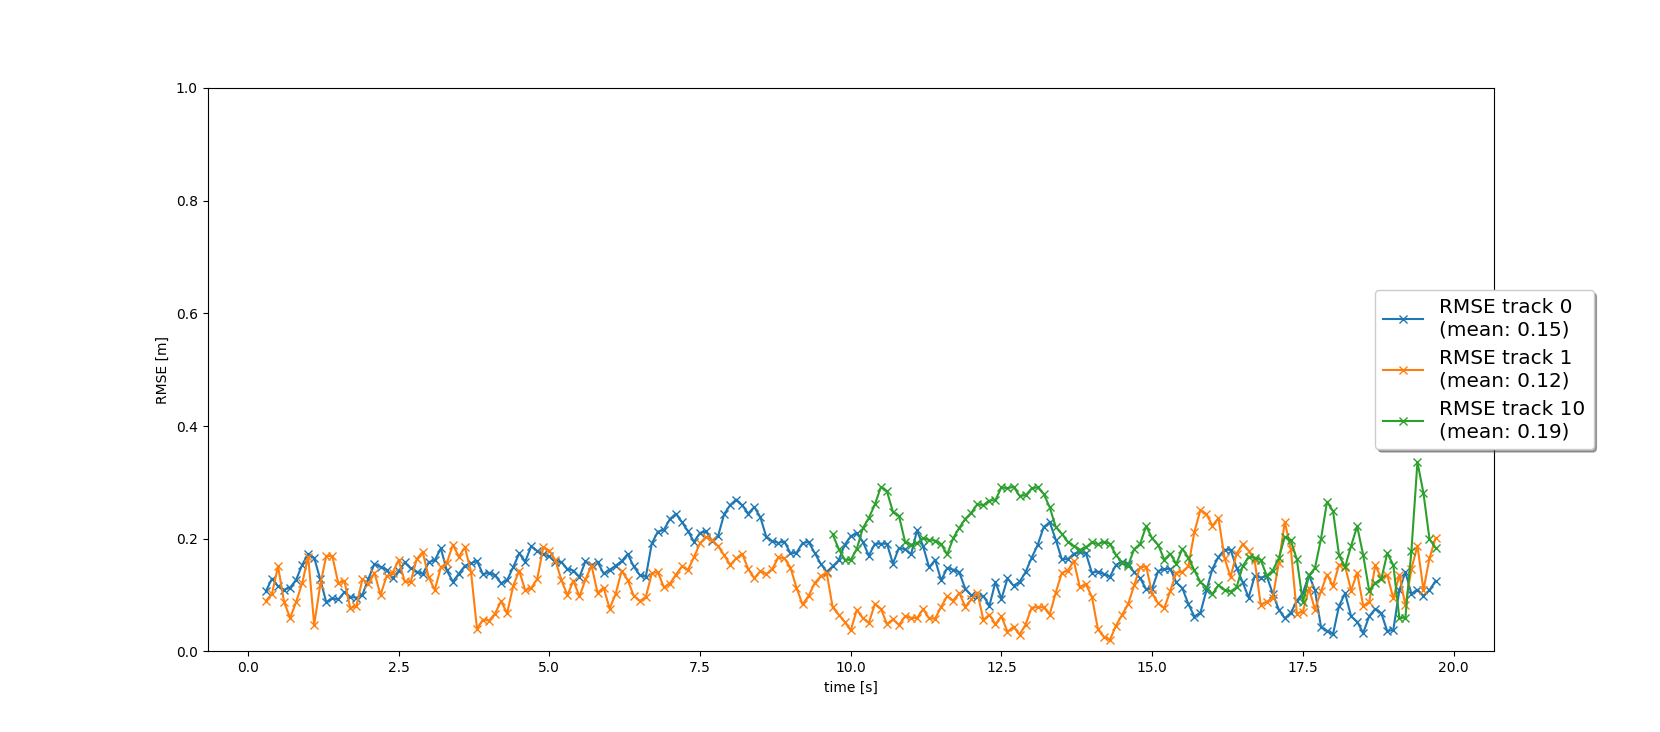 1.0
0.8
0.6
0.4
0.2
0.0
RMSE [m]
0.0 2.5 5.0 7.5 10.0 12.5 15.0 17.5 20.0
time [s]
RMSE track 0
(mean: 0.15)
RMSE track 1
(mean: 0.12)
RMSE track 10
(mean: 0.19)